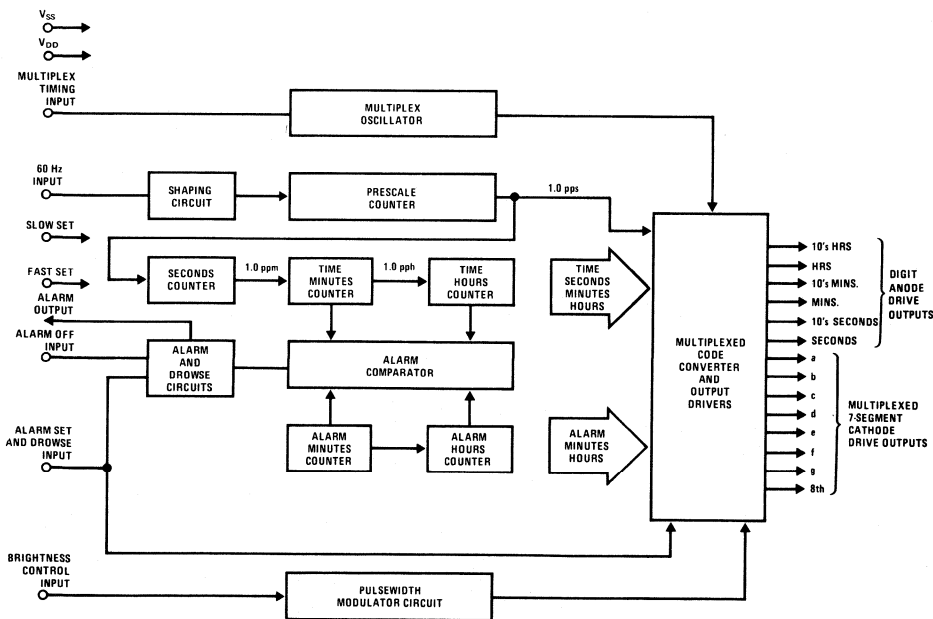 VSS
VDD
MULTIPLEX
TIMING
INPUT
MULTIPLEX
OSCILLATOR
60 Hz
INPUT
SHAPING
CIRCUIT
PRESCALE
COUNTER
1.0 pps
SLOW SET
FAST SET
SECONDS
COUNTER
1.0 ppm
TIME
MINUTES
COUNTER
1.0 pph
TIME
HOURS
COUNTER
TIME
SECONDS
MINUTES
HOURS
ALARM
OUTPUT
ALARM OFF
INPUT
ALARM
AND
DROWSE
CIRCUITS
ALARM
COMPARATOR
ALARM SET
AND DROWSE
INPUT
ALARM
MINUTES
COUNTER
ALARM
HOURS
COUNTER
ALARM
MINUTES
HOURS
MULTIPLEXED
CODE
CONVERTER
AND
OUTPUT
DRIVERS
10's HRS
HRS
10's MINS.
MINS.
10's SECONDS
SECONDS
DIGIT
ANODE
DRIVE
OUTPUTS
a
b
c
d
e
f
g
8th
MULTIPLEXED
7-SEGMENT
CATHODE
DRIVE OUTPUTS
BRIGHTNESS
CONTROL
INPUT
PULSEWIDTH
MODULATOR CIRCUIT